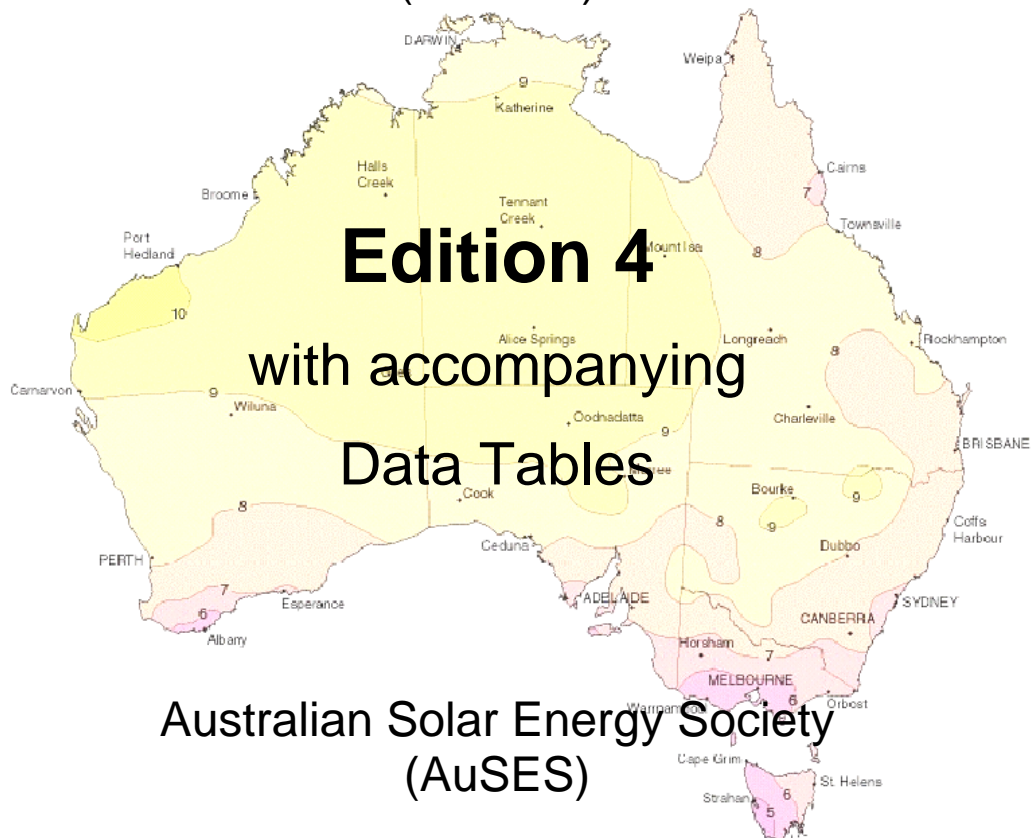 DARWIN
Weipa
9
Katherine
Cairns
7
Halls
Creek
Broome
Tennant
Creek
Townsville
Port
Hedland
Edition 4
Mount Isa
8
10
Alice Springs
Longreach
8
Rockhampton
with accompanying
Carnarvon
9
Wiluna
Oodnadatta
Charleville
9
BRISBANE
Data Tables
Cook
Bourke
9
8
8
9
Coffs
Harbour
Ceduna
Dubbo
PERTH
7
Esperance
ADELAIDE
SYDNEY
6
CANBERRA
Albany
Horsham
7
MELBOURNE
6
Orbost
Australian Solar Energy Society
(AuSES)
Cape Grim
St. Helens
6
Strahan
5